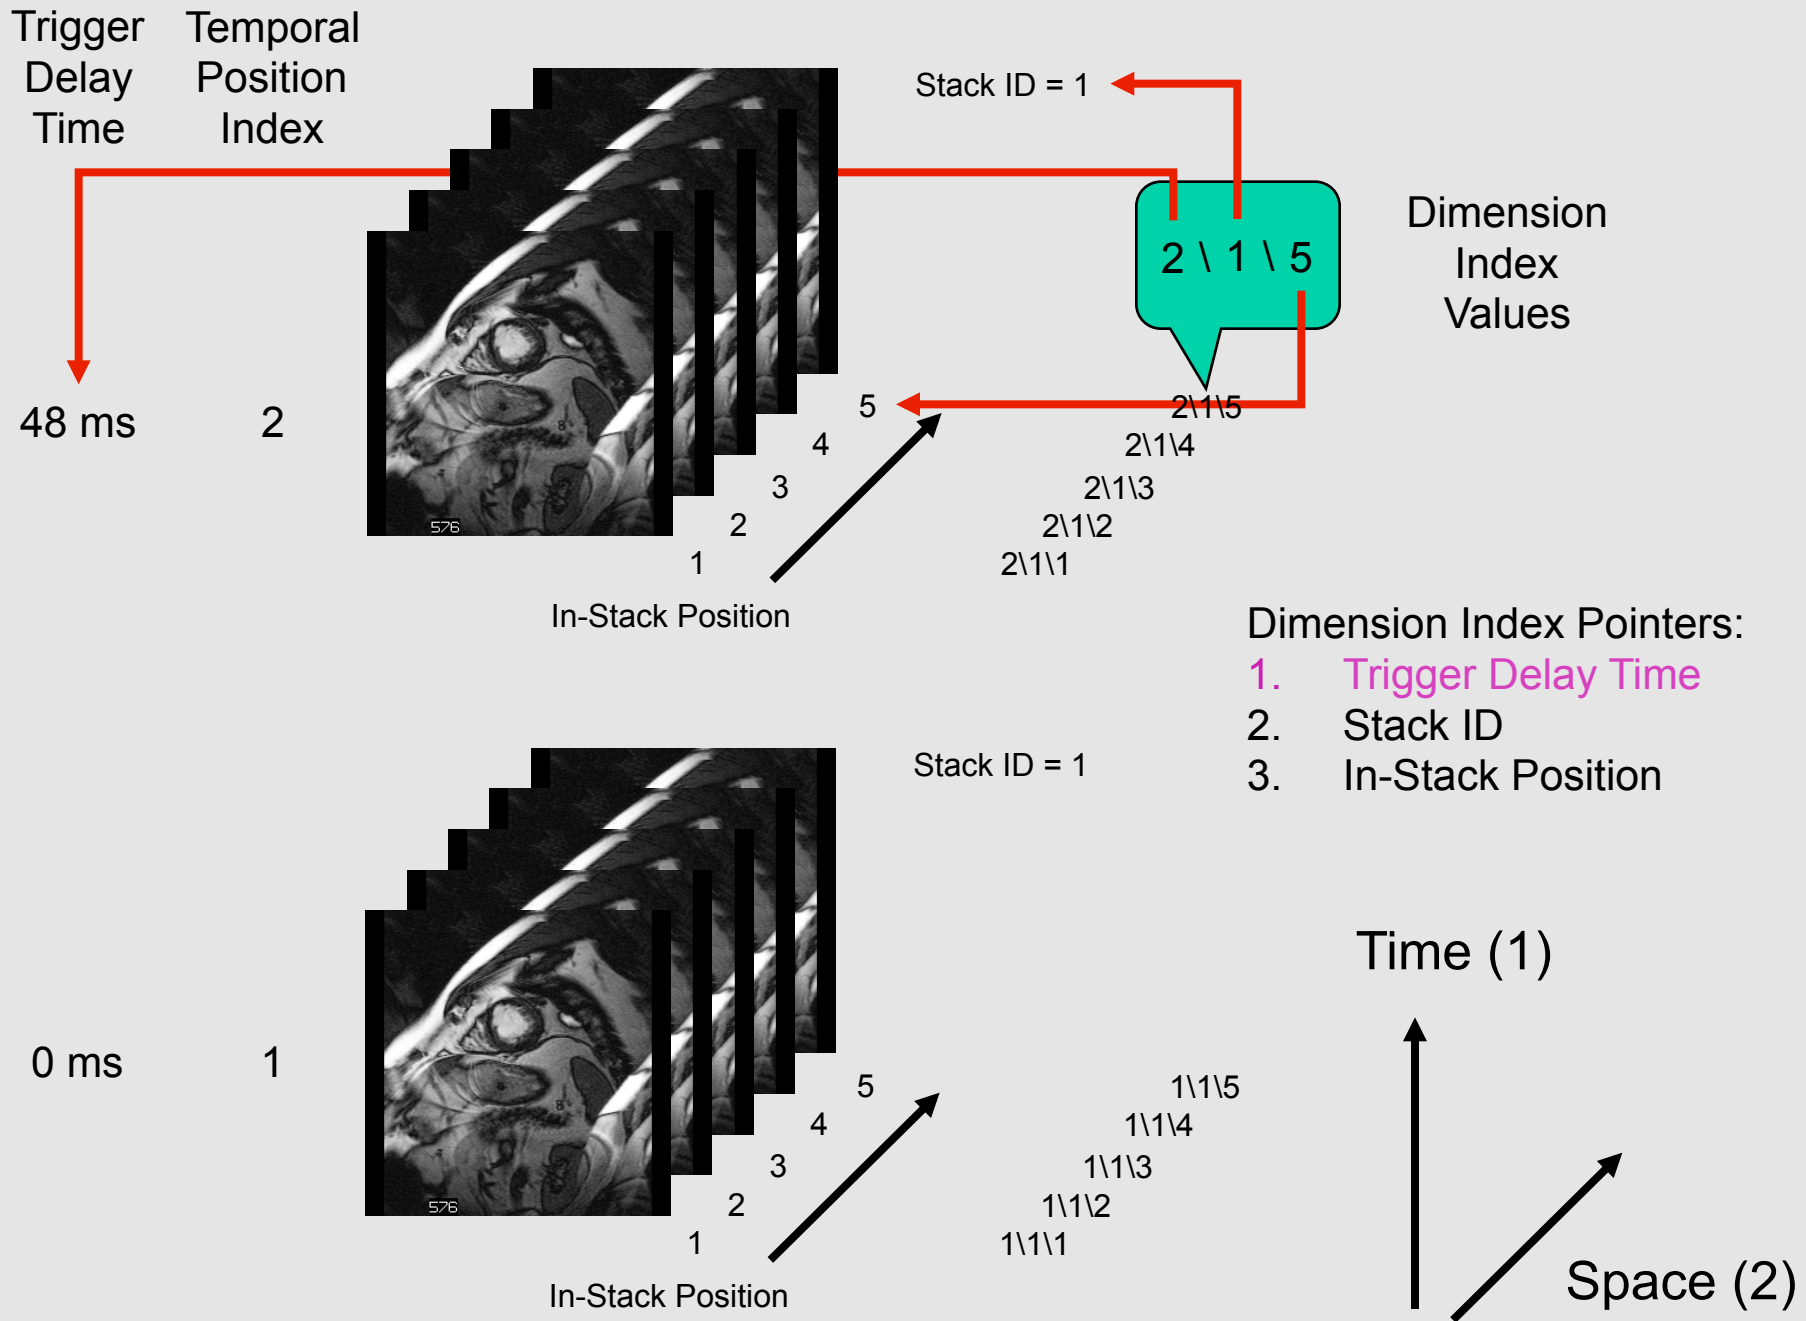 Trigger
Delay
Time
Temporal
Position
Index
Stack ID = 1
2 \ 1 \ 5
Dimension
Index
Values
48 ms
2
576
5
4
3
2
1
In-Stack Position
2\1\5
2\1\4
2\1\3
2\1\2
2\1\1
Dimension Index Pointers:
1. Trigger Delay Time
2. Stack ID
3. In-Stack Position
Stack ID = 1
0 ms
1
576
5
4
3
2
1
In-Stack Position
1\1\5
1\1\4
1\1\3
1\1\2
1\1\1
Time (1)
Space (2)